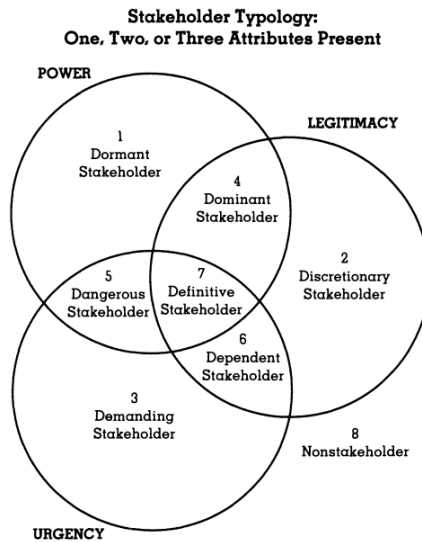 Stakeholder Typology:
One, Two, or Three Attributes Present
POWER
LEGITIMACY
1
Dormant
Stakeholder
4
Dominant
Stakeholder
5
Dangerous
Stakeholder
7
Definitive
Stakeholder
2
Discretionary
Stakeholder
6
Dependent
Stakeholder
3
Demanding
Stakeholder
8
Nonstakeholder
URGENCY